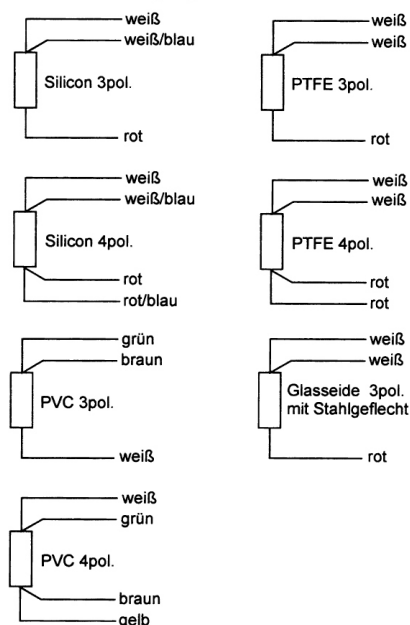 weiß
weiß/blau
Silicon 3pol.
rot
weiß
weiß
PTFE 3pol.
rot
weiß
weiß/blau
Silicon 4pol.
rot
rot/blau
weiß
weiß
PTFE 4pol.
rot
rot
grün
braun
PVC 3pol.
weiß
weiß
weiß
Glasseide 3pol.
mit Stahlgeflecht
rot
weiß
grün
PVC 4pol.
braun
gelb